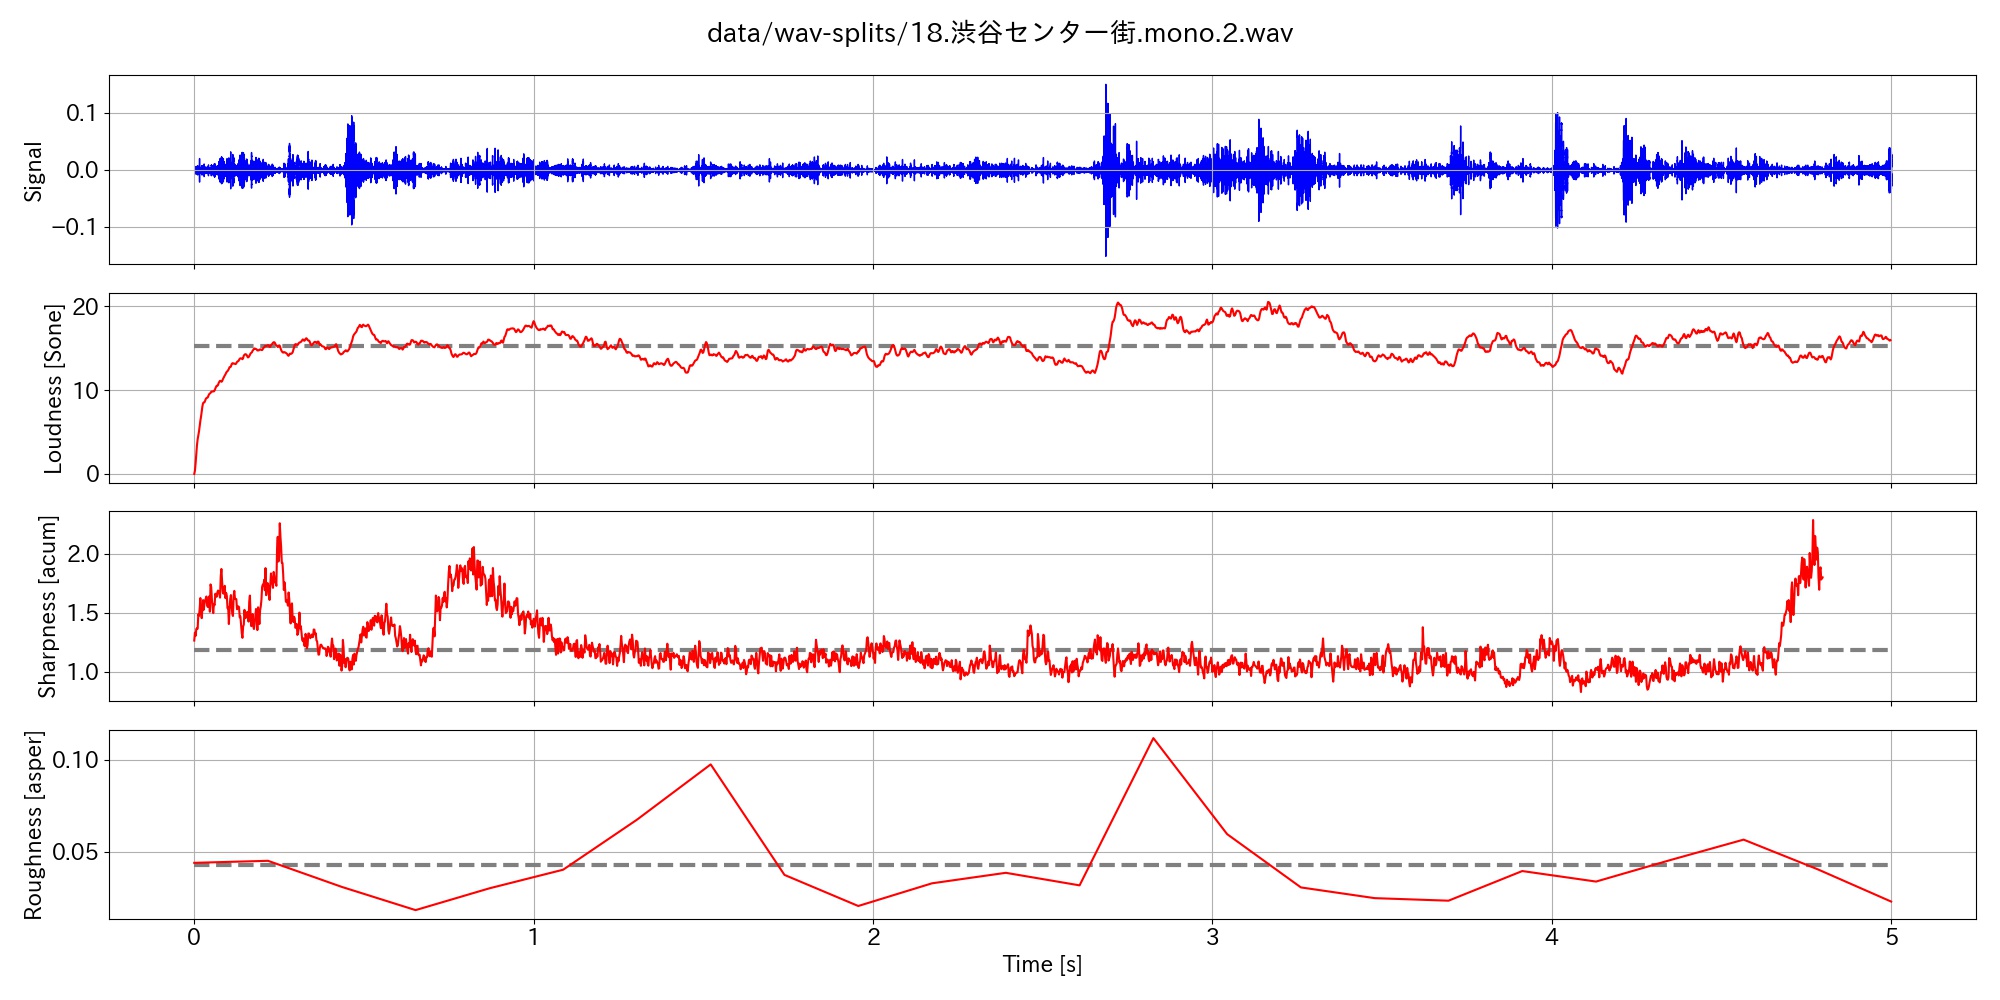 data/wav-splits/18.渋谷センター街.mono.2.wav
Signal
0.1
0.0
−0.1
Loudness [Sone]
20
10
0
Sharpness [acum]
2.0
1.5
1.0
Roughness [asper]
0.10
0.05
0 1 2 3 4 5
Time [s]